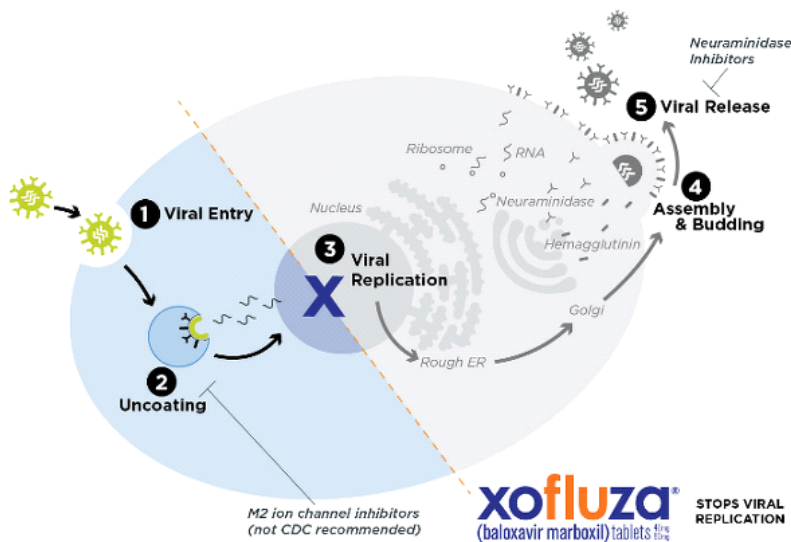 Neuraminidase
Inhibitors
5 Viral Release
Ribosome
RNA
1 Viral Entry
Nucleus
Neuraminidase
4
Assembly
& Budding
3 Viral
Replication
X
Hemagglutinin
Golgi
Rough ER
2
Uncoating
M2 ion channel inhibitors
(not CDC recommended)
xofluza®
(baloxavir marboxil) tablets
STOPS VIRAL
REPLICATION